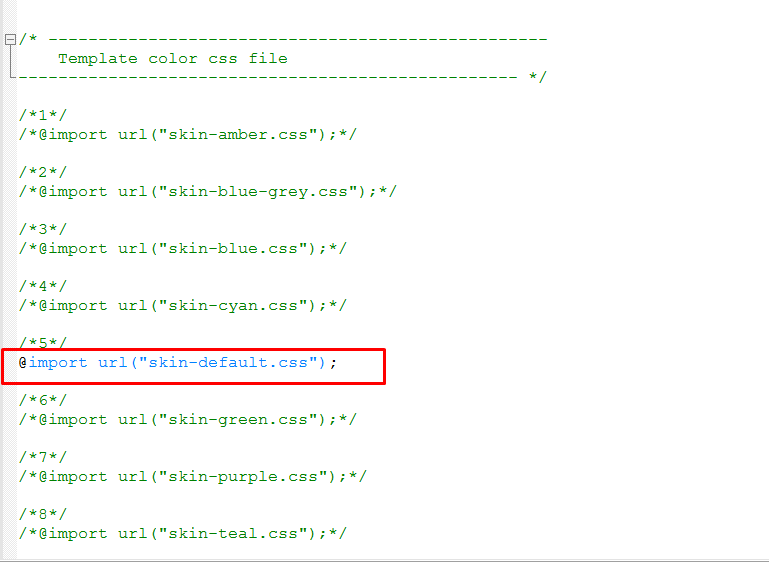 /* --------------------------------------------------
Template color css file
-------------------------------------------------- */
/*1*/
/*@import url("skin-amber.css");*/
/*2*/
/*@import url("skin-blue-grey.css");*/
/*3*/
/*@import url("skin-blue.css");*/
/*4*/
/*@import url("skin-cyan.css");*/
/*5*/
@import url("skin-default.css");
/*6*/
/*@import url("skin-green.css");*/
/*7*/
/*@import url("skin-purple.css");*/
/*8*/
/*@import url("skin-teal.css");*/